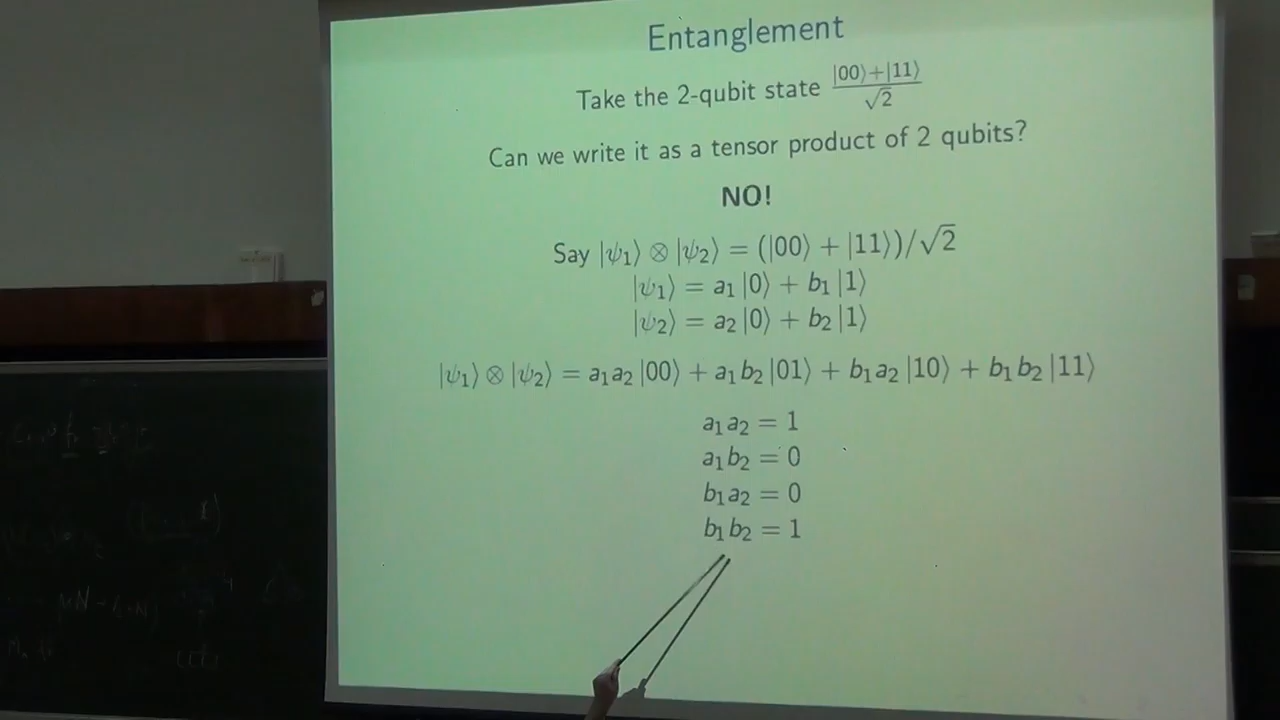 Entanglement
Take the 2-qubit state |00⟩+|11⟩/√2
Can we write it as a tensor product of 2 qubits?
NO!
Say |ψ₁⟩ ⊗ |ψ₂⟩ = (|00⟩ + |11⟩)/√2
|ψ₁⟩ = a₁ |0⟩ + b₁ |1⟩
|ψ₂⟩ = a₂ |0⟩ + b₂ |1⟩
|ψ₁⟩ ⊗ |ψ₂⟩ = a₁a₂ |00⟩ + a₁b₂ |01⟩ + b₁a₂ |10⟩ + b₁b₂ |11⟩
a₁a₂ = 1
a₁b₂ = 0
b₁a₂ = 0
b₁b₂ = 1